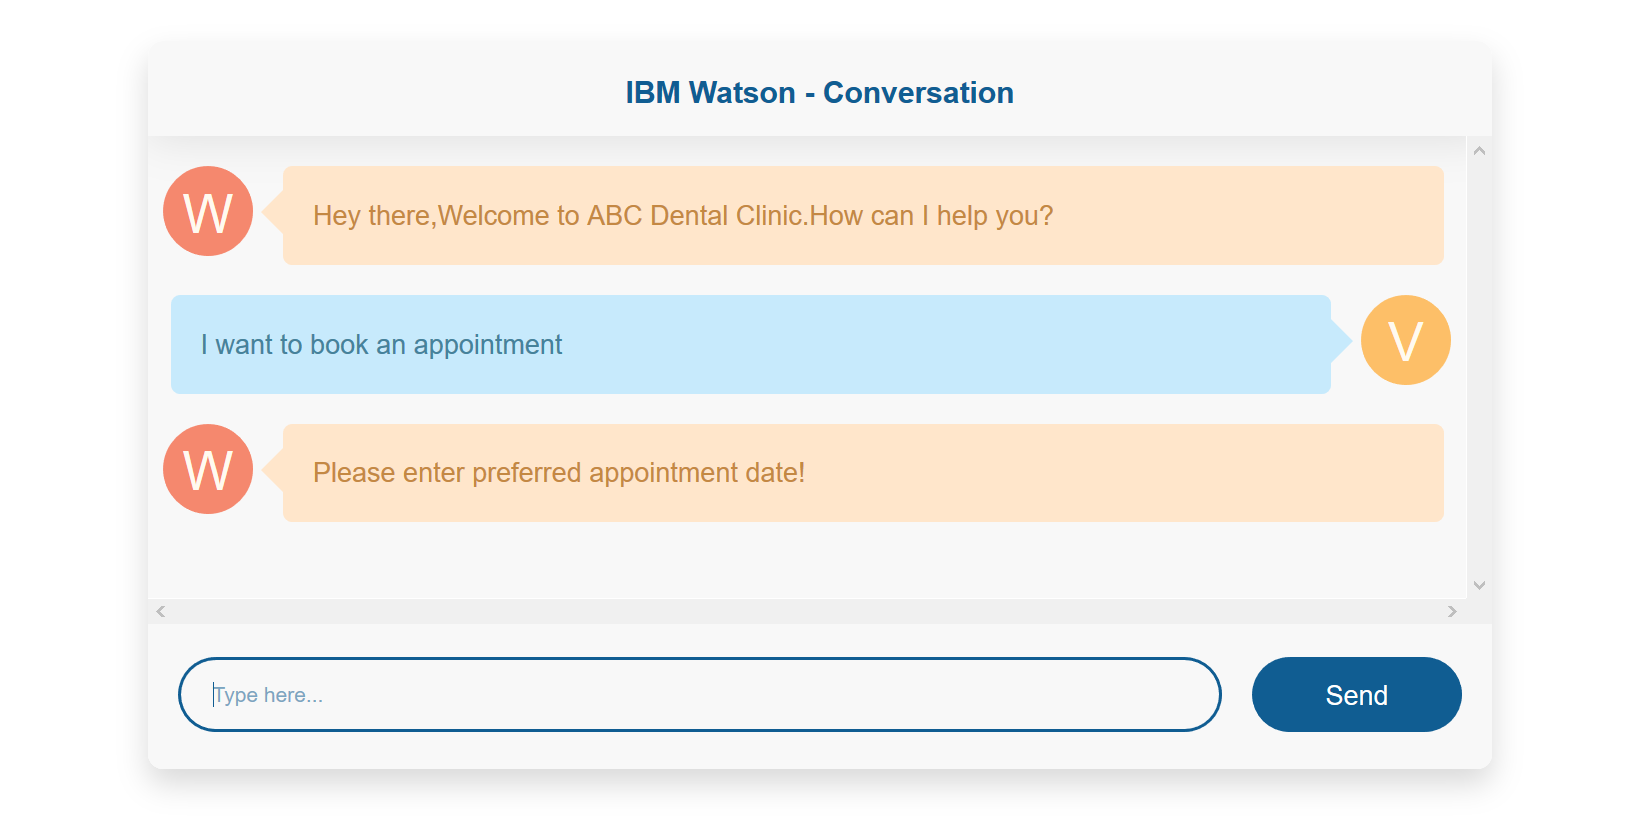 IBM Watson - Conversation
W
Hey there,Welcome to ABC Dental Clinic.How can I help you?
I want to book an appointment
V
W
Please enter preferred appointment date!
Type here...
Send